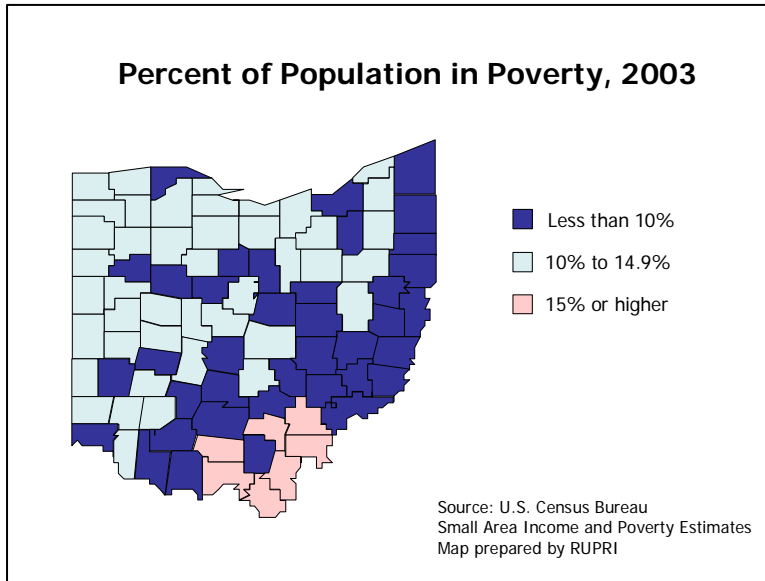 Percent of Population in Poverty, 2003
Less than 10%
10% to 14.9%
15% or higher
Source: U.S. Census Bureau
Small Area Income and Poverty Estimates
Map prepared by RUPRI